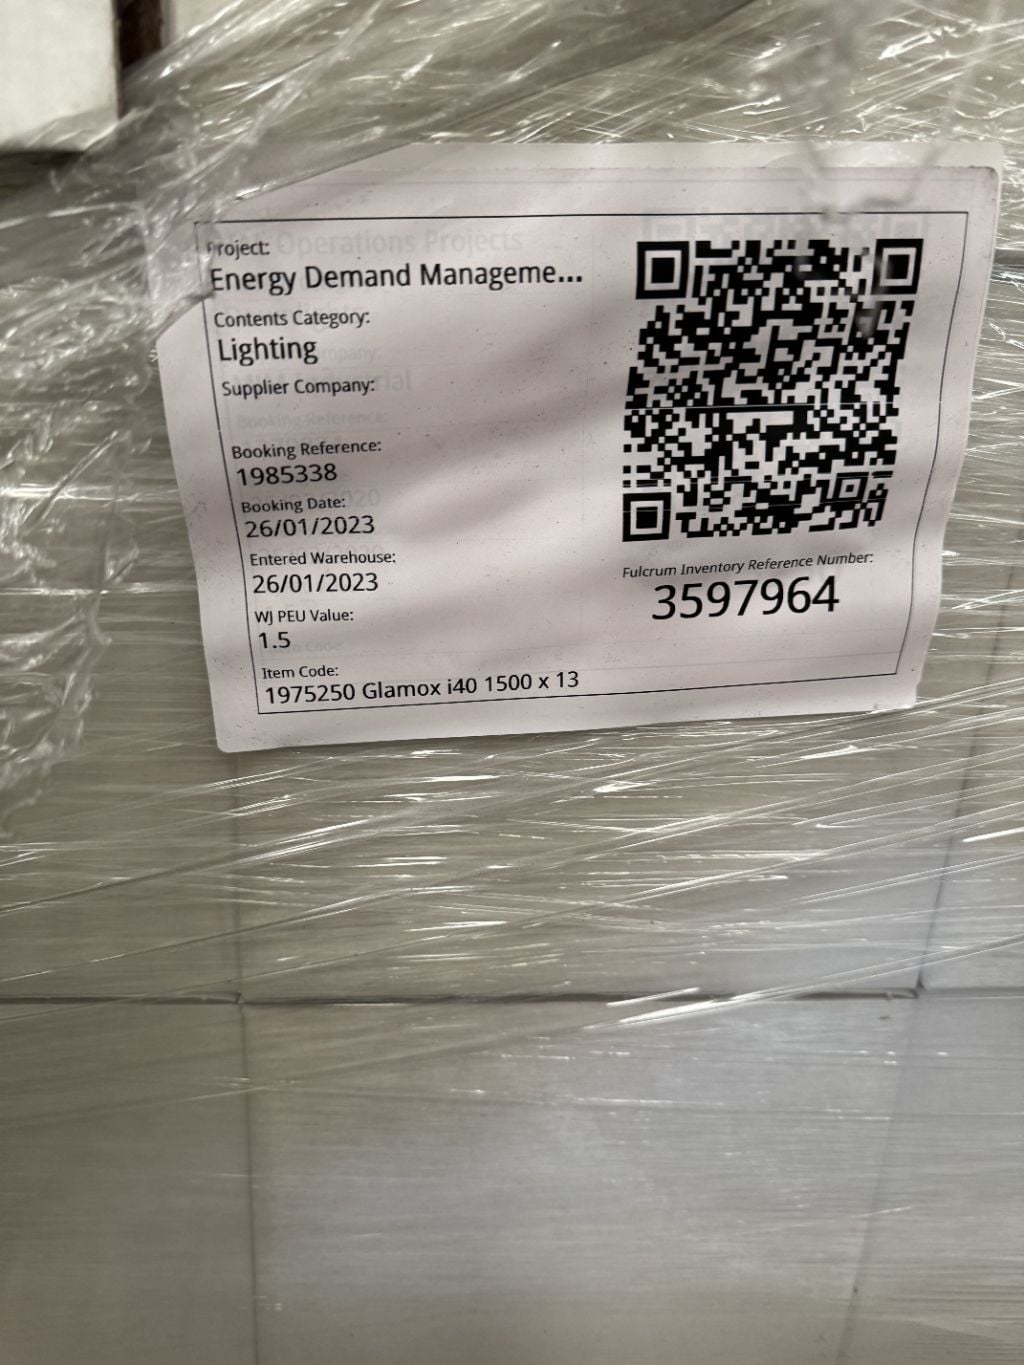 Project:
Energy Demand Manageme...
Contents Category:
Lighting
Supplier Company:
Booking Reference:
1985338
Booking Date:
26/01/2023
Entered Warehouse:
26/01/2023
WJ PEU Value:
1.5
Item Code:
1975250 Glamox i40 1500 x 13
Fulcrum Inventory Reference Number:
3597964
Operations Projects